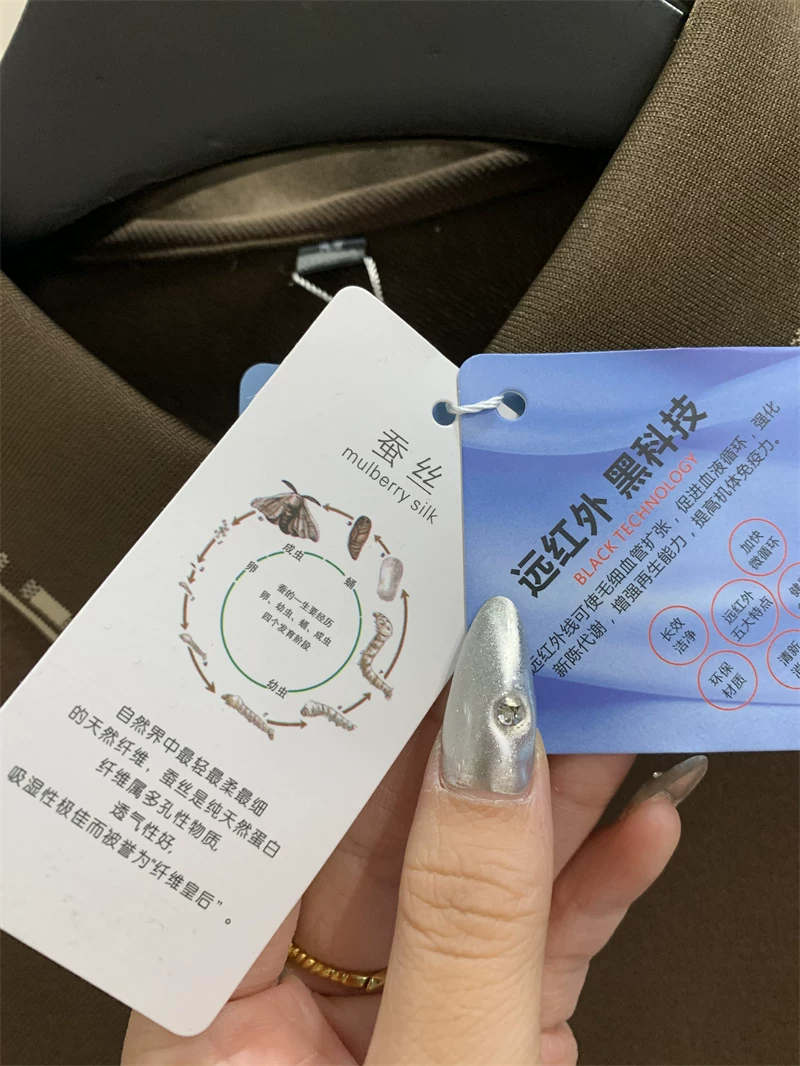 蚕丝
mulberry silk
成虫
卵
蛹
蚕的一生要经历
卵、幼虫、蛹、成虫
四个发育阶段
幼虫
自然界中最轻最柔最细
的天然纤维，蚕丝是纯天然蛋白
纤维属多孔性物质,
透气性好,
吸湿性极佳而被誉为“纤维皇后”。
远红外 黑科技
BLACK TECHNOLOGY
远红外线可使毛细血管扩张，促进血液循环，强化
新陈代谢，增强再生能力，提高机体免疫力。
加快
微循环
远红外
五大特点
长效
洁净
环保
材质
清新